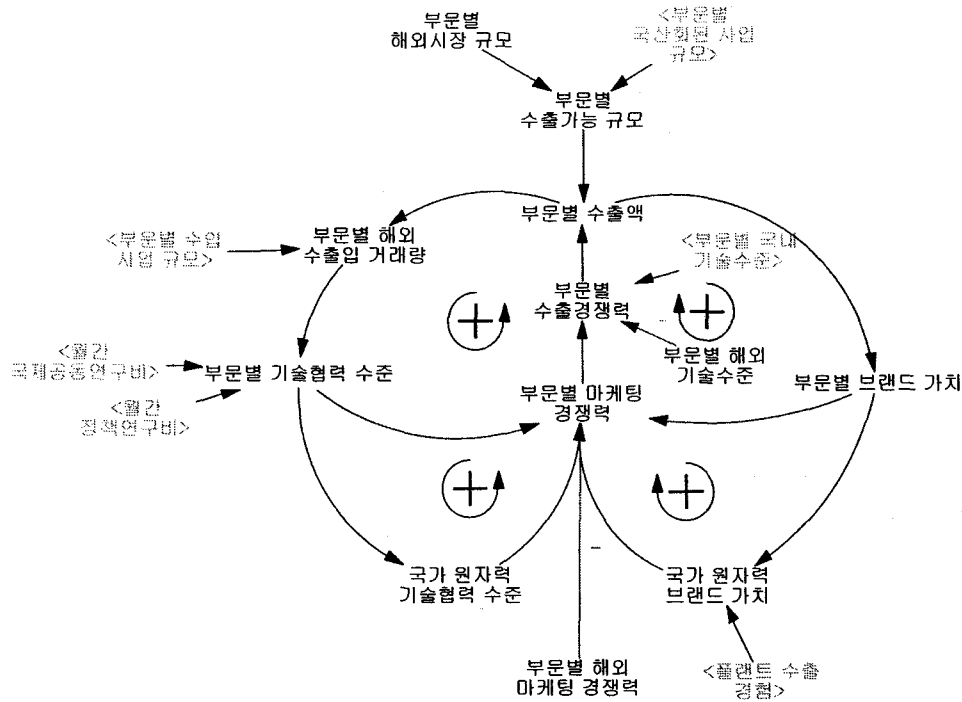 부문별
해외시장 규모
<부문별
국산화된 사업
규모>
부문별
수출가능 규모
부문별 수출액
<부문별 수입
사업 규모>
부문별 해외
수출입 거래량
<부문별 국내
기술수준>
부문별
수출경쟁력
부문별 해외
기술수준
<월간
국제공동연구비>
부문별 기술협력 수준
부문별 마케팅
경쟁력
부문별 브랜드 가치
<월간
정책연구비>
국가 원자력
기술협력 수준
국가 원자력
브랜드 가치
부문별 해외
마케팅 경쟁력
<플랜트 수출
경험>